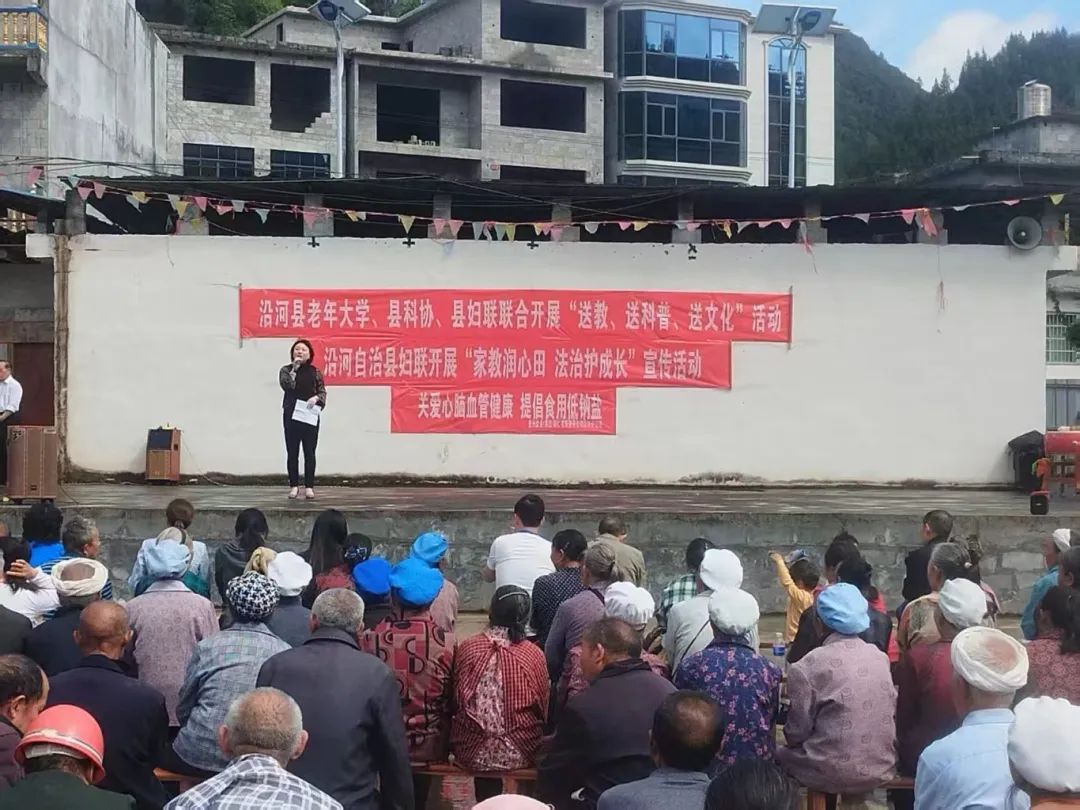 沿河县老年大学、县科协、县妇联联合开展“送教、送科普、送文化”活动
沿河自治县妇联开展“家教润心田 法治护成长”宣传活动
关爱心脑血管健康 提倡食用低钠盐